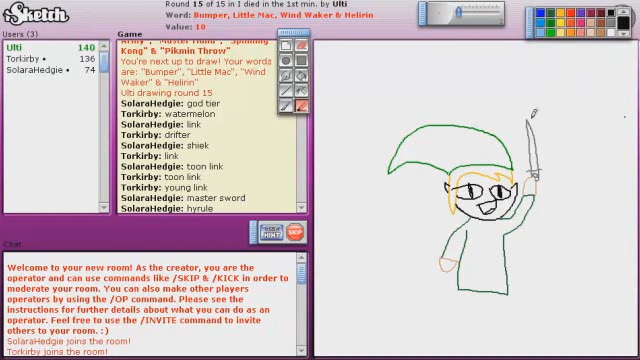 iSketch
Round 15 of 15 in I died in the 1st min. by Ulti
Word: Bumper, Little Mac, Wind Waker & Helirin
Value: 10
Users (3)
Ulti 140
Torkirby • 136
SolaraHedgie • 74
Game
Kong" & "Pikmin Throw"
You're next up to draw! Your words
are: "Bumper", "Little Mac", "Wind
Waker" & "Helirin"
Ulti drawing round 15
SolaraHedgie: god tier
Torkirby: watermelon
SolaraHedgie: link
Torkirby: drifter
SolaraHedgie: shiek
Torkirby: link
SolaraHedgie: toon link
Torkirby: toon link
Torkirby: young link
SolaraHedgie: master sword
SolaraHedgie: hyrule
HINT
SKIP
Chat
Welcome to your new room! As the creator, you are the
operator and can use commands like /SKIP & /KICK in order to
moderate your room. You can also make other players
operators by using the /OP command. Please see the
instructions for further details about what you can do as an
operator. Feel free to use the /INVITE command to invite
others to your room. :)
SolaraHedgie joins the room!
Torkirby joins the room!